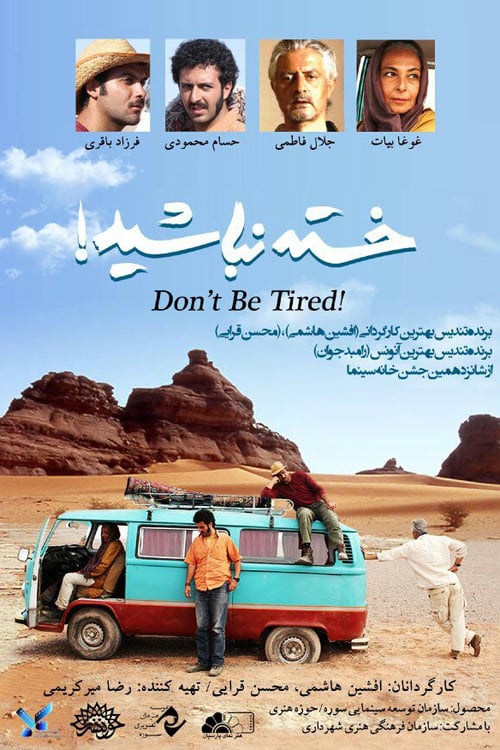 غوغا بیات
جلال فاطمی
حسام محمودی
فرزاد باقری
خسته نباشید!
Don't Be Tired!
برنده تندیس بهترین کارگردانی (افشین هاشمی)، (محسن قرایی)
برنده تندیس بهترین آنونس (رامبد جوان)
از شانزدهمین جشن خانه سینما
کارگردانان: افشین هاشمی، محسن قرایی / تهیه کننده: رضا میرکریمی
محصول: سازمان توسعه سینمایی سوره / حوزه هنری
با مشارکت: سازمان فرهنگی هنری شهرداری